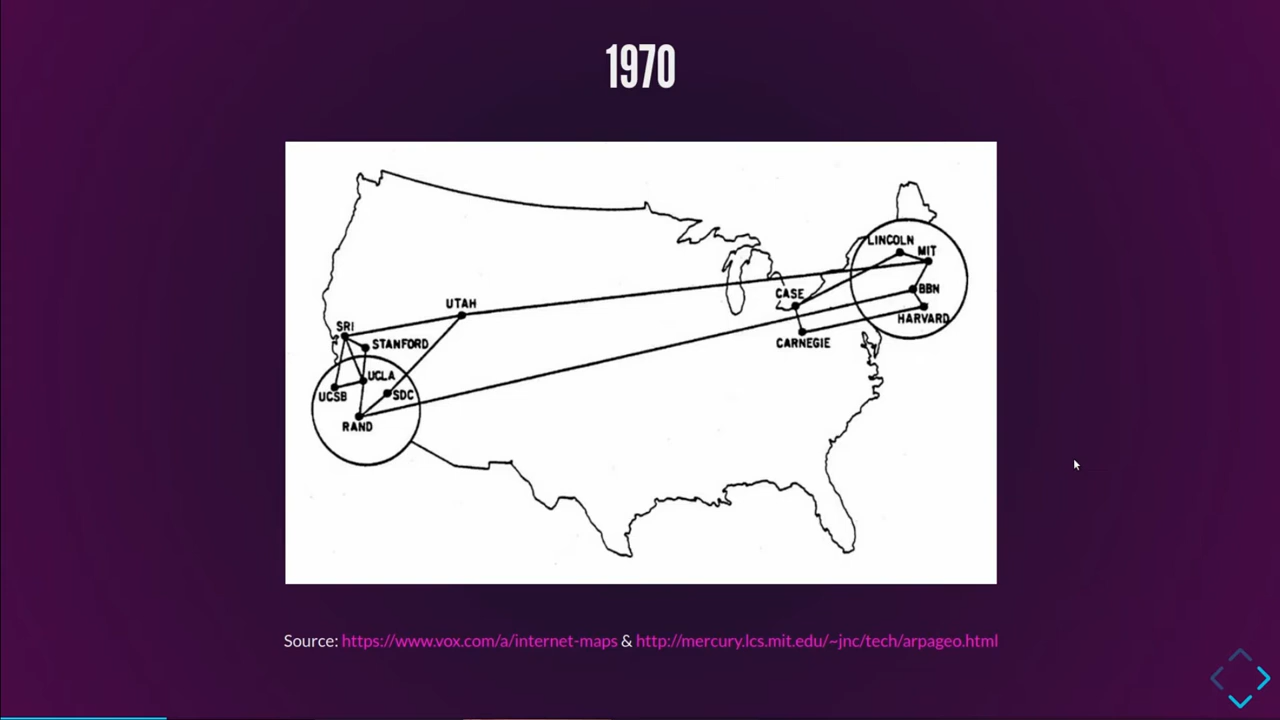 1970
LINCOLN
MIT
CASE
BBN
UTAH
HARVARD
SRI
STANFORD
CARNEGIE
UCLA
UCSB
SDC
RAND
Source: https://www.vox.com/a/internet-maps & http://mercury.lcs.mit.edu/~jnc/tech/arpageo.html